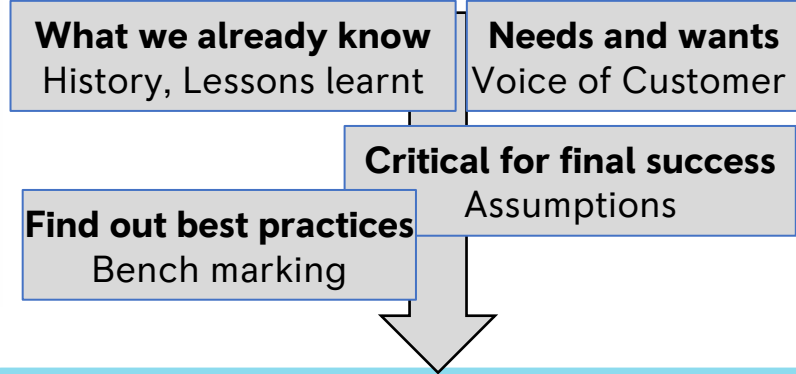 What we already know
History, Lessons learnt
Needs and wants
Voice of Customer
Critical for final success
Assumptions
Find out best practices
Bench marking